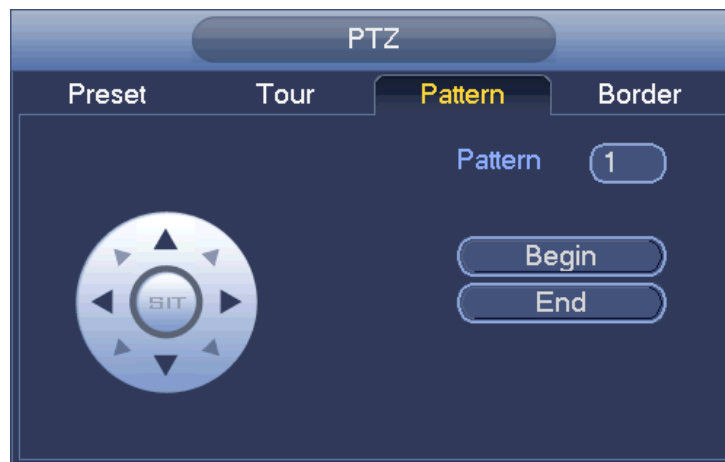 PTZ
Preset Tour Pattern Border
Pattern 1
SIT
Begin
End